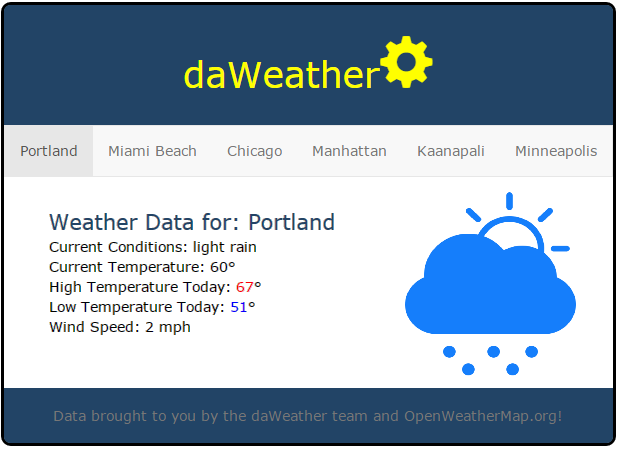 daWeather
Portland Miami Beach Chicago Manhattan Kaanapali Minneapolis
Weather Data for: Portland
Current Conditions: light rain
Current Temperature: 60°
High Temperature Today: 67°
Low Temperature Today: 51°
Wind Speed: 2 mph
Data brought to you by the daWeather team and OpenWeatherMap.org!